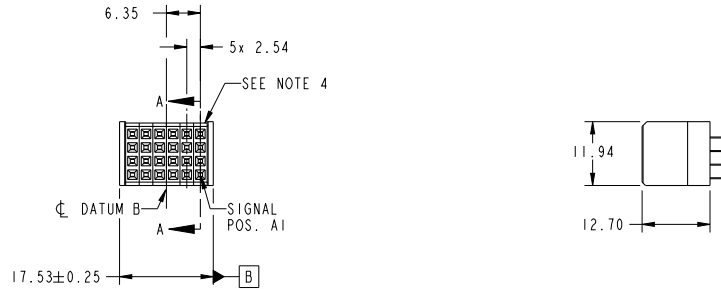 6.35
5x 2.54
SEE NOTE 4
A
11.94
℄ DATUM B
SIGNAL
POS. A1
A
12.70
17.53±0.25
B